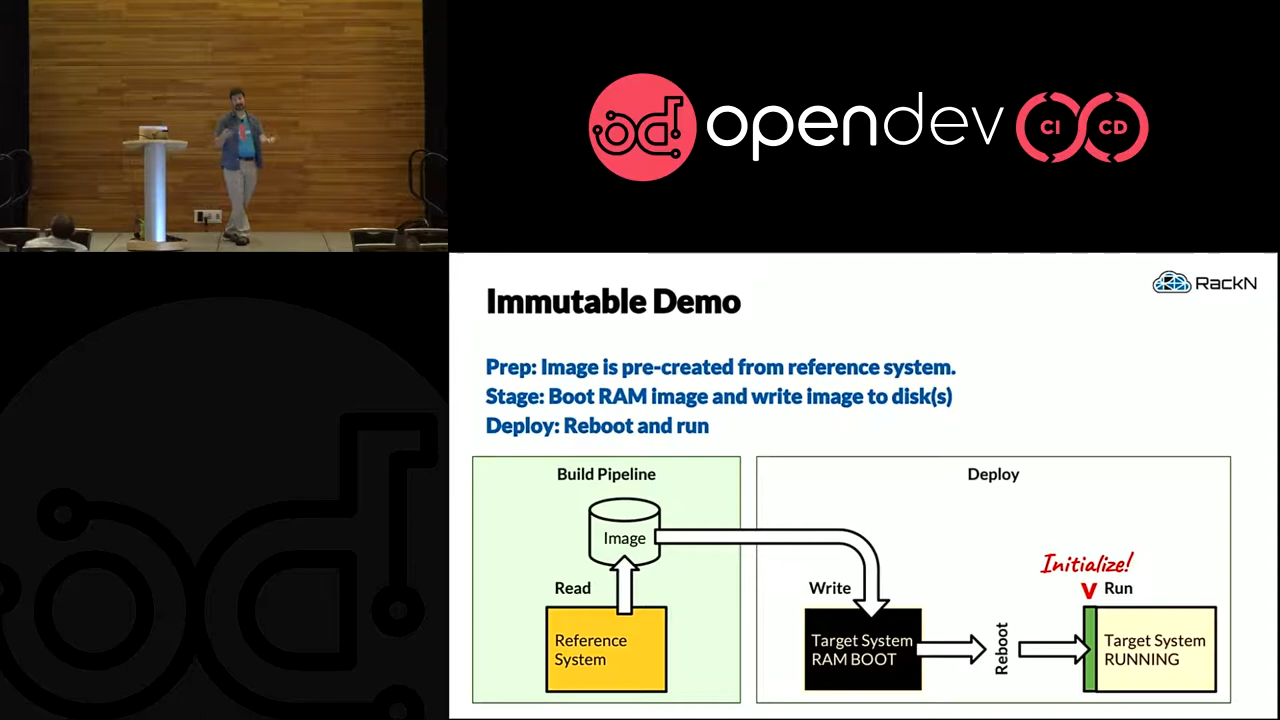 opendev
CI CD
RackN
Immutable Demo
Prep: Image is pre-created from reference system.
Stage: Boot RAM image and write image to disk(s)
Deploy: Reboot and run
Build Pipeline
Image
Read
Reference
System
Deploy
Write
Target System
RAM BOOT
Reboot
Initialize!
V Run
Target System
RUNNING